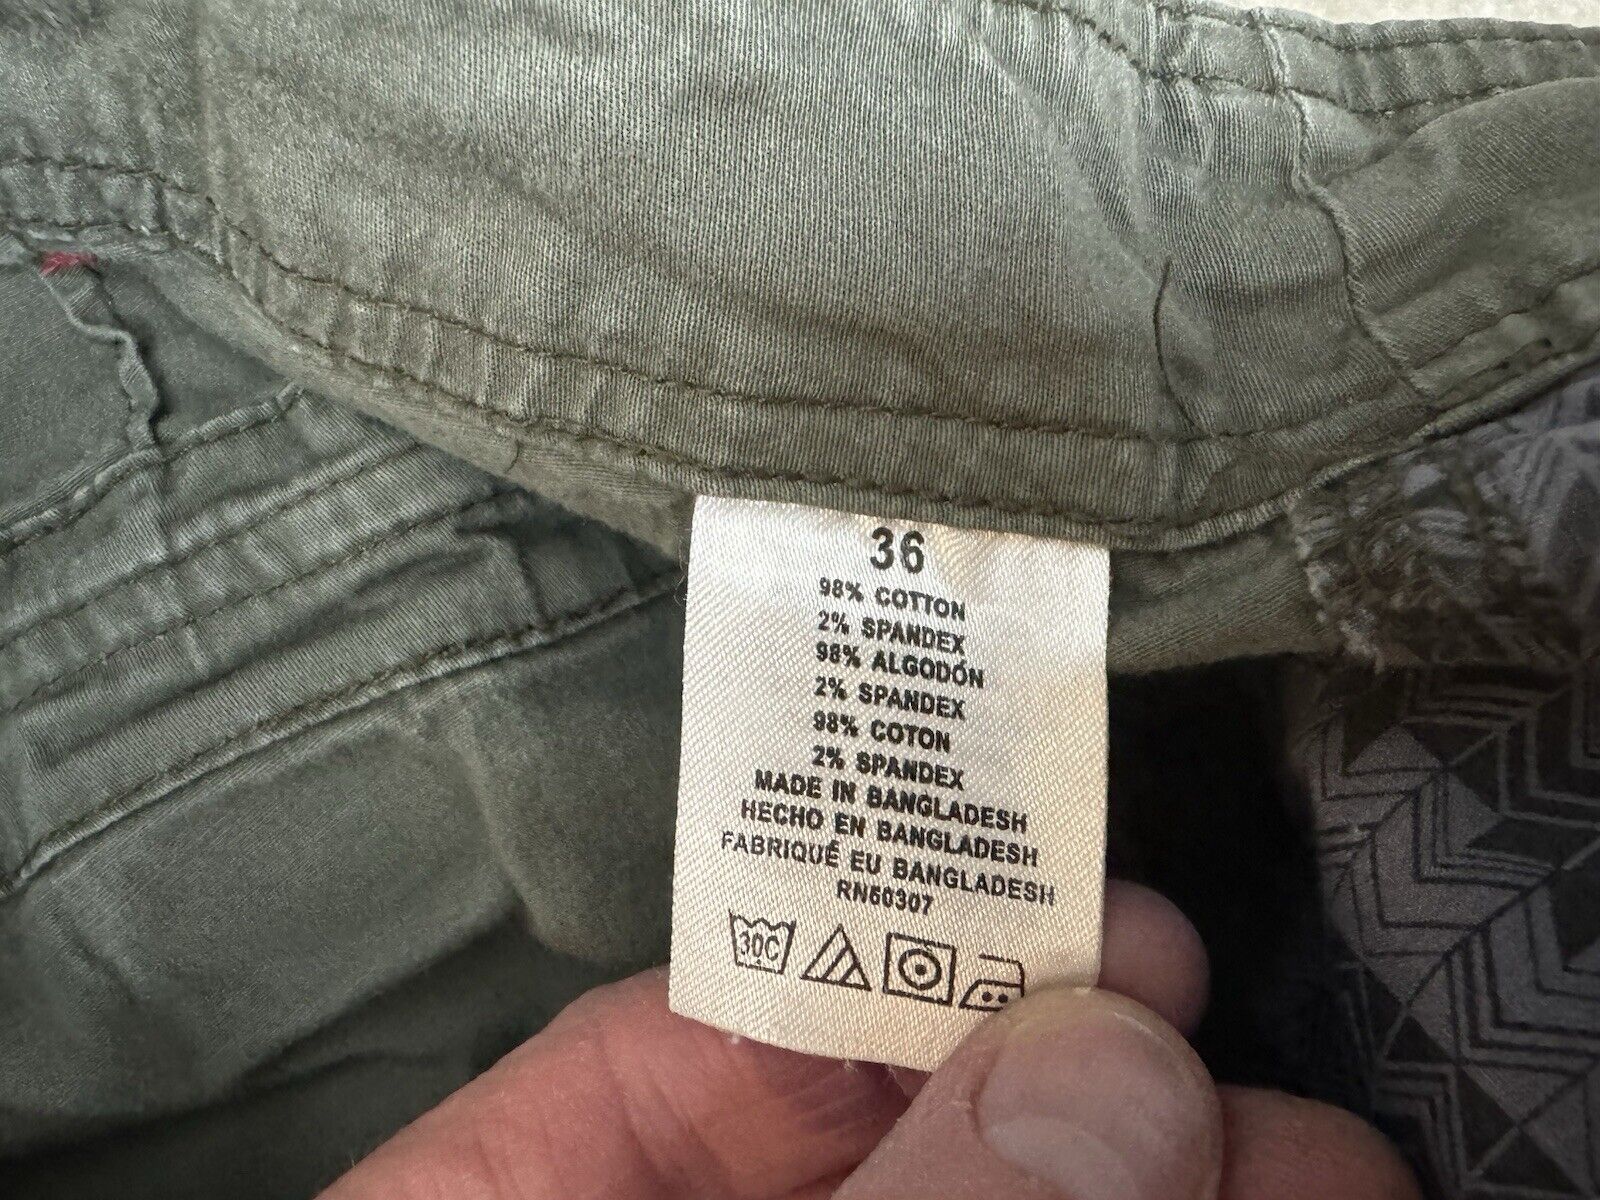 36
98% COTTON
2% SPANDEX
98% ALGODÓN
2% SPANDEX
98% COTON
2% SPANDEX
MADE IN BANGLADESH
HECHO EN BANGLADESH
FABRIQUÉ EU BANGLADESH
RN60307
30C